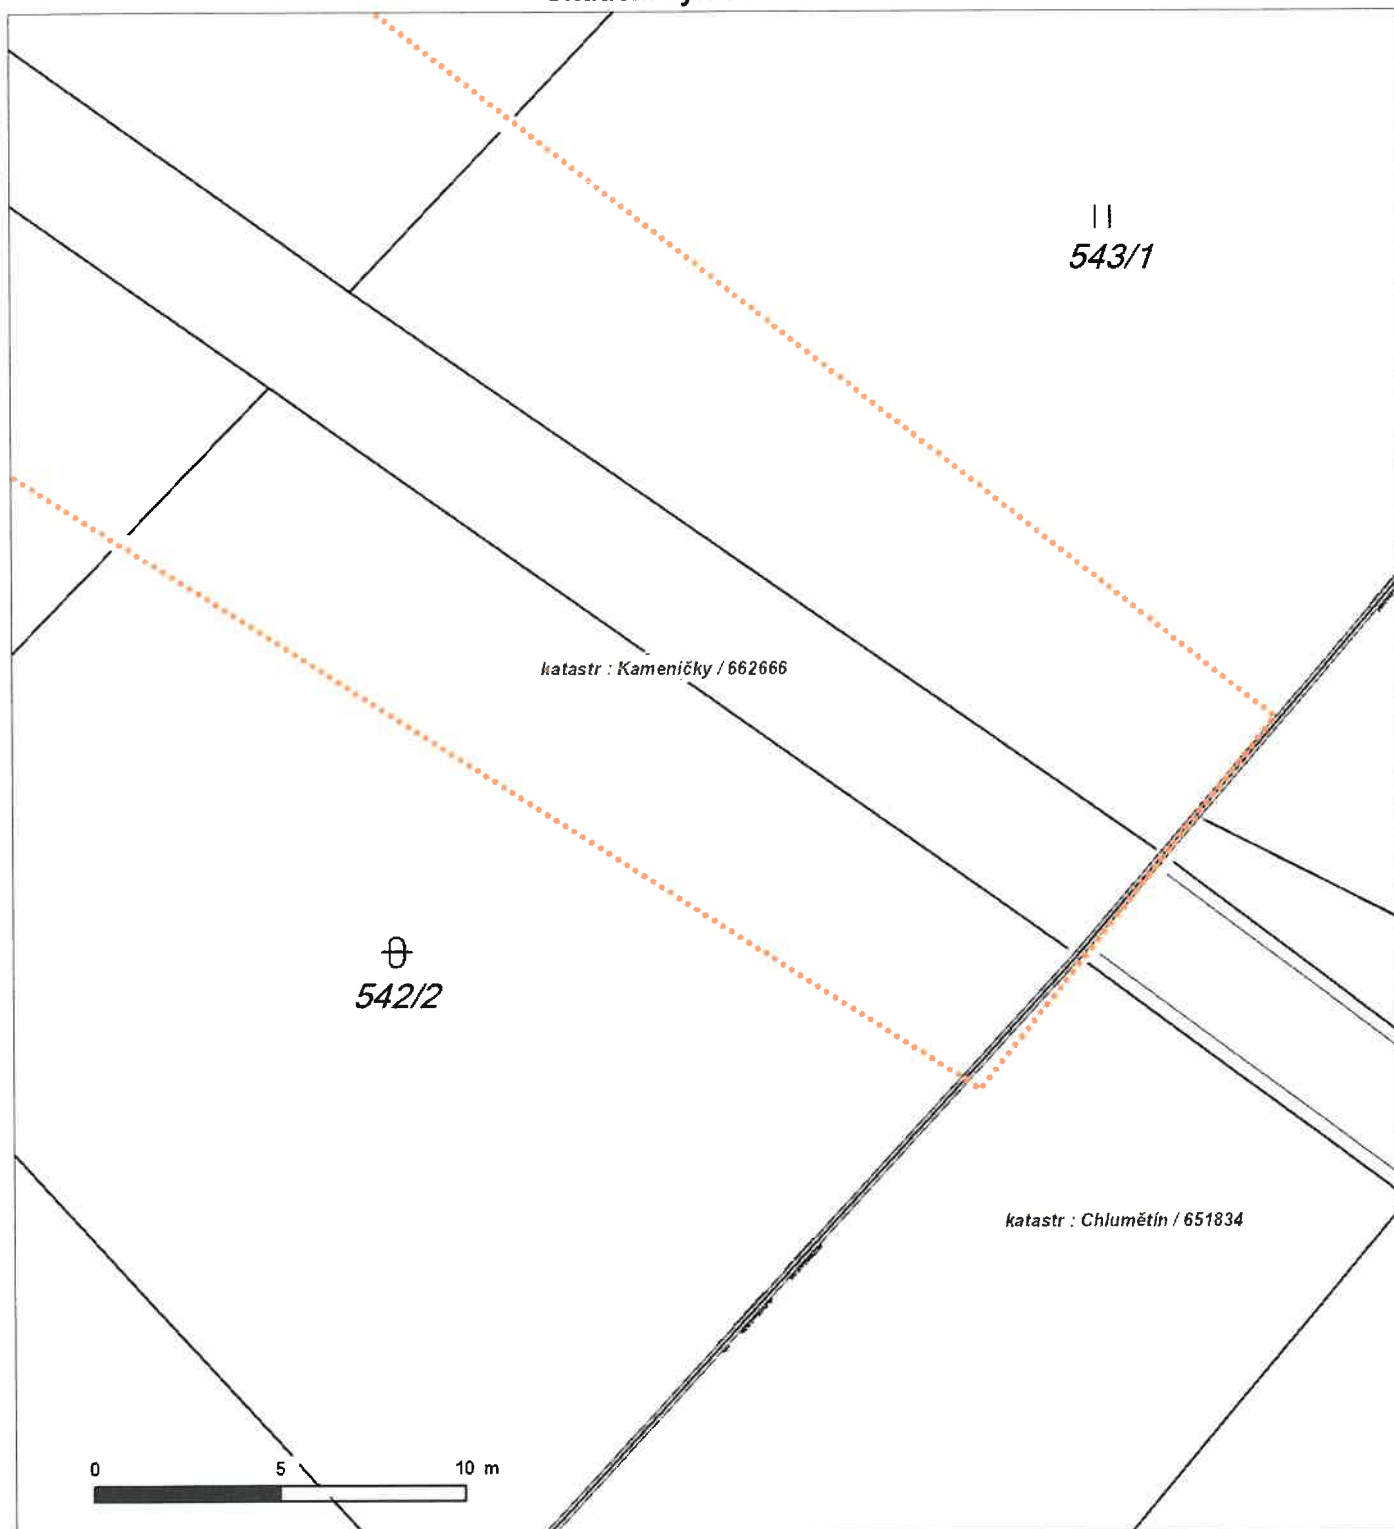 543/1
katastr : Kameničky / 662666
542/2
katastr : Chlumětín / 651834
0 5 10 m